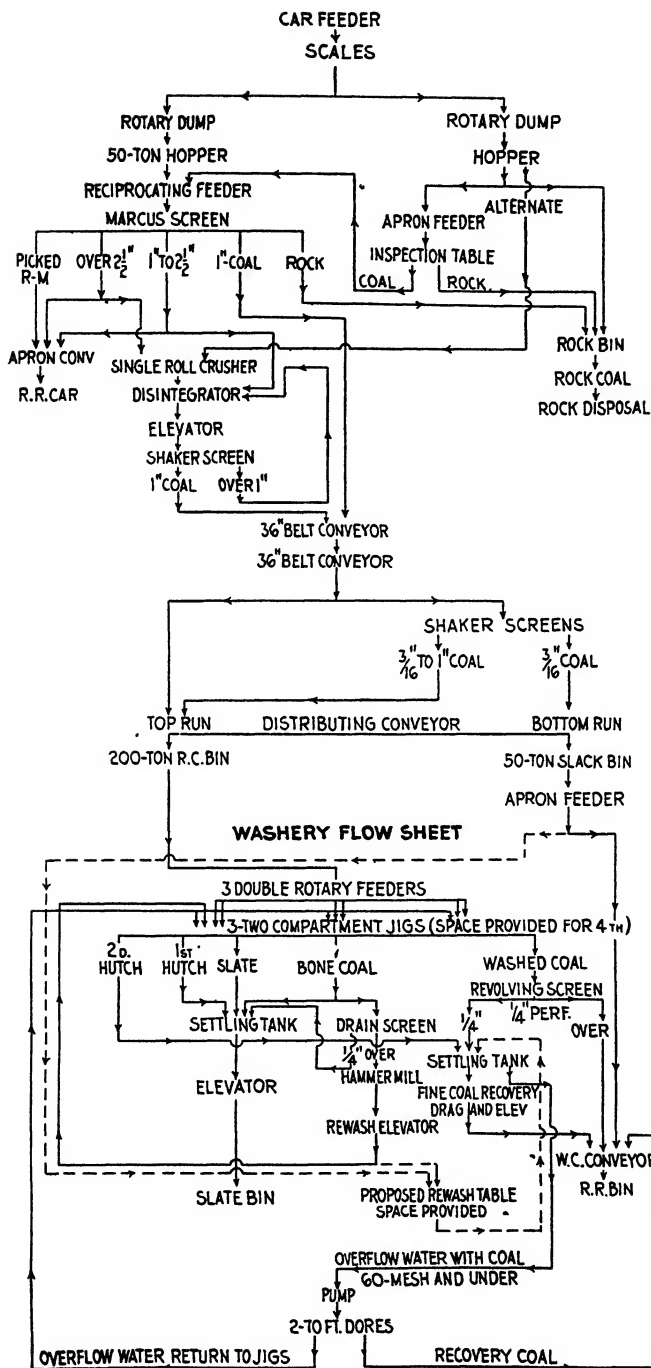 CAR FEEDER
SCALES
ROTARY DUMP
ROTARY DUMP
50-TON HOPPER
HOPPER
RECIPROCATING FEEDER
ALTERNATE
MARCUS SCREEN
APRON FEEDER
PICKED R-M
OVER 2 1/2"
1" TO 2 1/2"
1"-COAL
ROCK
INSPECTION TABLE
COAL
ROCK
APRON CONV
SINGLE ROLL CRUSHER
ROCK BIN
R.R.CAR
DISINTEGRATOR
ROCK COAL
ROCK DISPOSAL
ELEVATOR
SHAKER SCREEN
1" COAL
OVER 1"
36" BELT CONVEYOR
36" BELT CONVEYOR
SHAKER SCREENS
3/16" TO 1" COAL
3/16" COAL
TOP RUN
DISTRIBUTING CONVEYOR
BOTTOM RUN
200-TON R.C. BIN
50-TON SLACK BIN
APRON FEEDER
WASHERY FLOW SHEET
3 DOUBLE ROTARY FEEDERS
3-TWO COMPARTMENT JIGS (SPACE PROVIDED FOR 4TH)
2D. HUTCH
1ST HUTCH
SLATE
BONE COAL
WASHED COAL
REVOLVING SCREEN
1/4"
1/4" PERF.
OVER
SETTLING TANK
DRAIN SCREEN
1/4" OVER
SETTLING TANK
ELEVATOR
HAMMER MILL
FINE COAL RECOVERY
DRAG AND ELEV
REWASH ELEVATOR
W.C. CONVEYOR
R.R. BIN
SLATE BIN
PROPOSED REWASH TABLE
SPACE PROVIDED
OVERFLOW WATER WITH COAL
60-MESH AND UNDER
PUMP
2-TO FT. DORES
OVERFLOW WATER RETURN TO JIGS
RECOVERY COAL